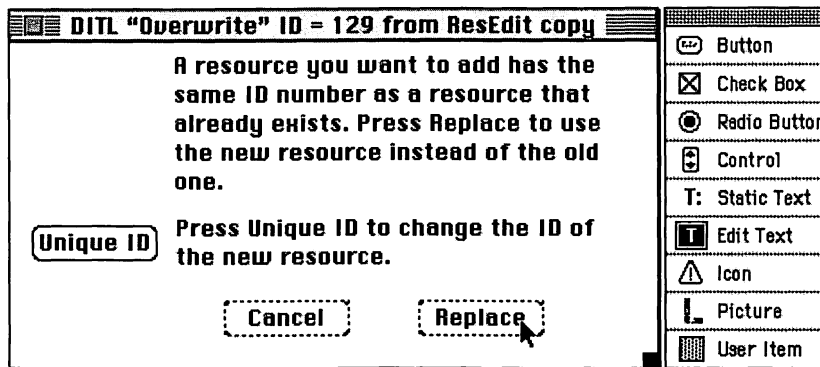 DITL “Overwrite” ID = 129 from ResEdit copy
A resource you want to add has the
same ID number as a resource that
already exists. Press Replace to use
the new resource instead of the old
one.
Unique ID
Press Unique ID to change the ID of
the new resource.
Cancel
Replace
Button
Check Box
Radio Button
Control
T: Static Text
T Edit Text
Icon
Picture
User Item